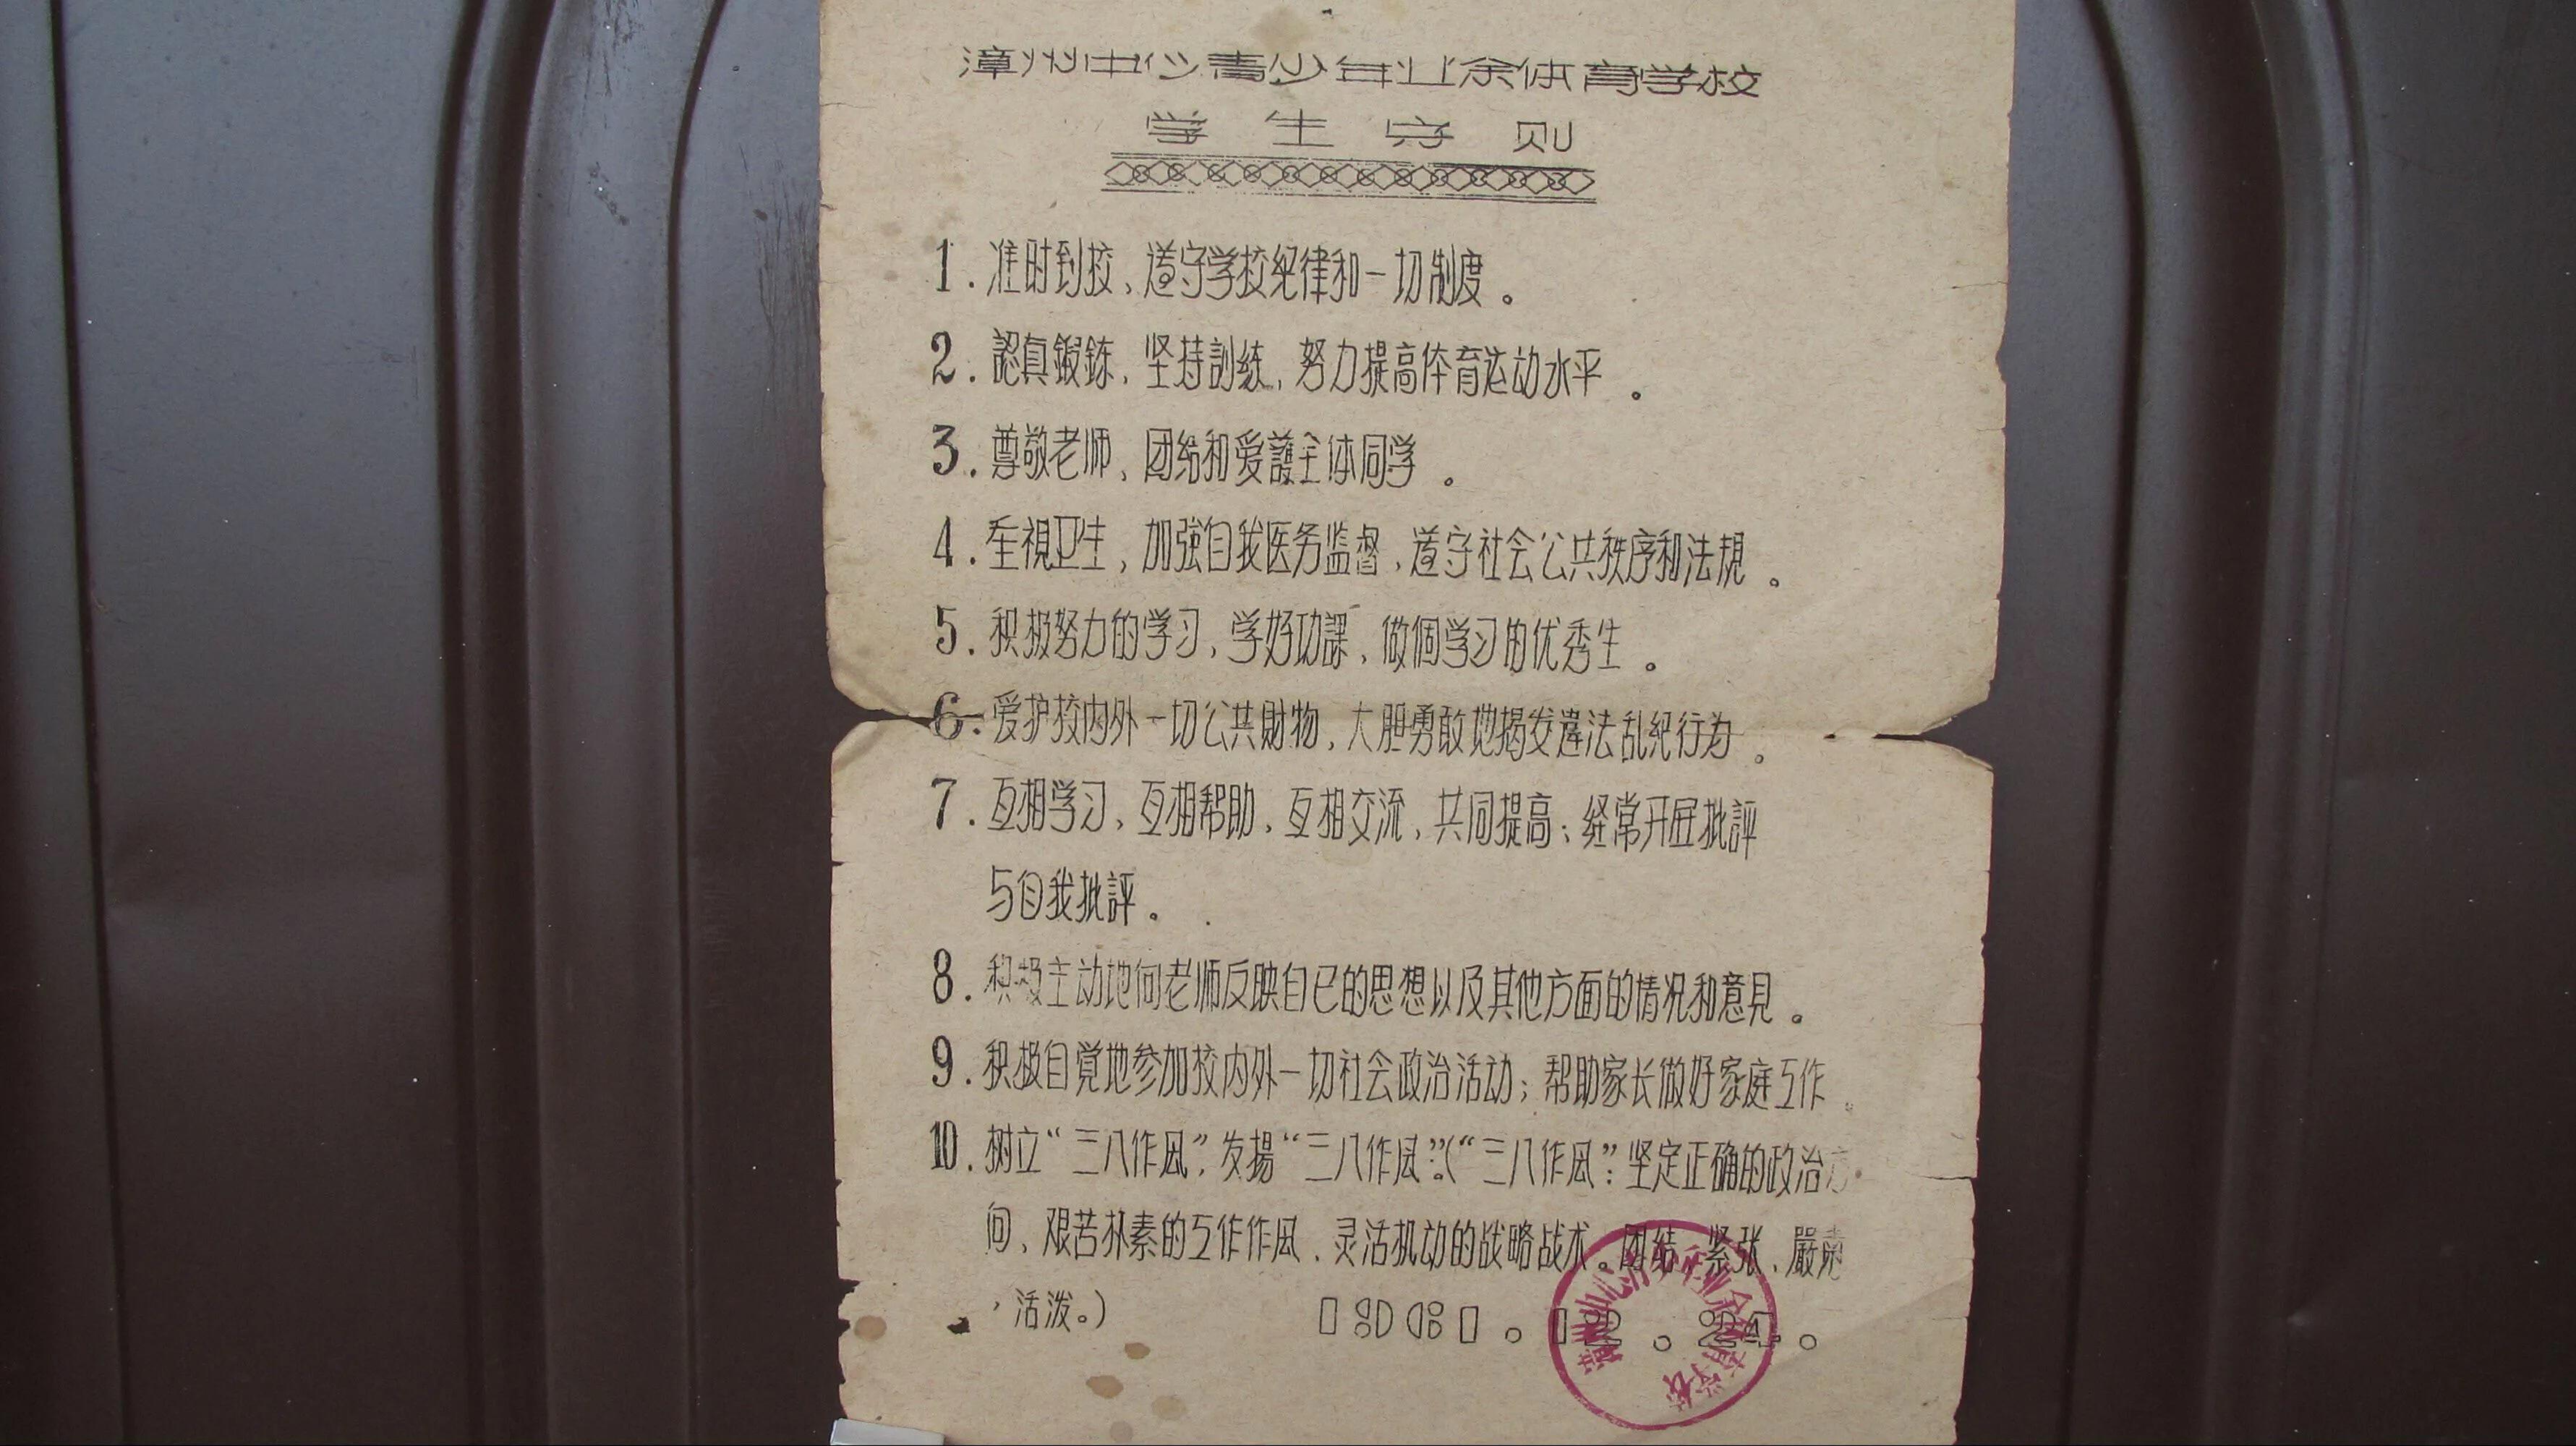 漳州市少青少年业余体育学校
学生守则
1. 准时到校、遵守学校纪律和一切制度。
2. 認真鍛錬，坚持訓練，努力提高体育运动水平。
3. 尊敬老师、团结和爱護全体同学。
4. 重視卫生，加強自我医务监督，遵守社会公共秩序和法規。
5. 积极努力的学习，学好功課，做個学习的优秀生。
6. 爱护校内外一切公共財物，大胆勇敢地揭发違法乱纪行为。
7. 互相学习，互相帮助，互相交流，共同提高；经常开展批評
与自我批評。
8. 积极主动地向老师反映自已的思想以及其他方面的情况和意見。
9. 积极自覚地参加校内外一切社会政治活动；帮助家长做好家庭工作。
10. 树立“三八作风”，发揚“三八作风”。（“三八作风”：坚定正确的政治方
向、艰苦朴素的工作作风、灵活机动的战略战术。团结、紧张、嚴肃
，活泼。）
1961.12.24.